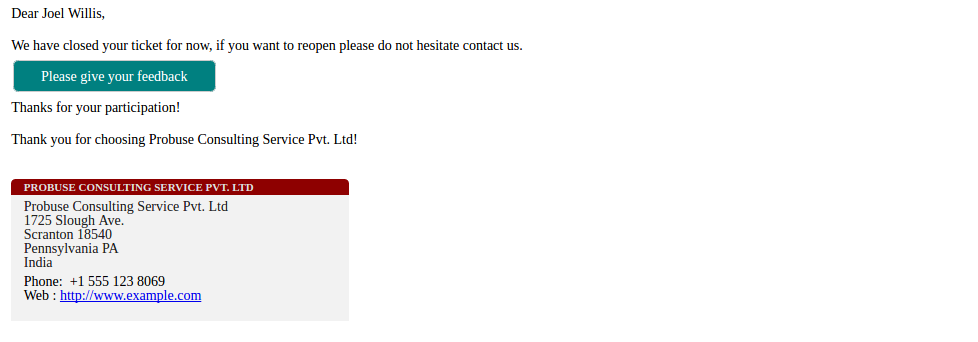 Dear Joel Willis,
We have closed your ticket for now, if you want to reopen please do not hesitate contact us.
Please give your feedback
Thanks for your participation!
Thank you for choosing Probuse Consulting Service Pvt. Ltd!
PROBUSE CONSULTING SERVICE PVT. LTD
Probuse Consulting Service Pvt. Ltd
1725 Slough Ave.
Scranton 18540
Pennsylvania PA
India
Phone:  +1 555 123 8069
Web : http://www.example.com